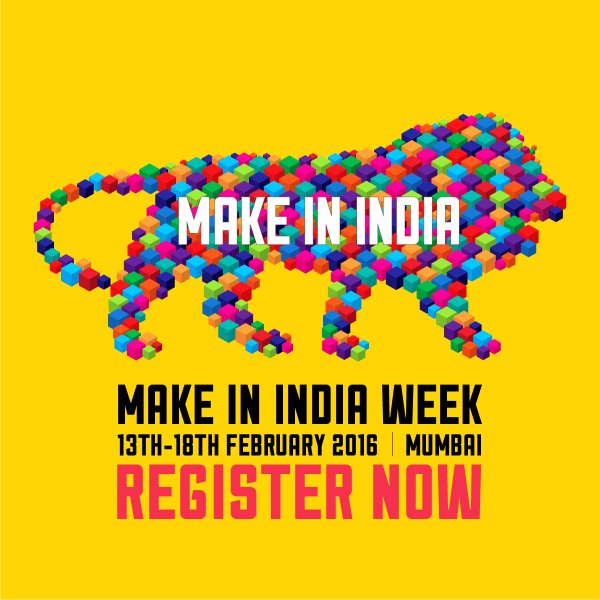 MAKE IN INDIA
MAKE IN INDIA WEEK
13TH-18TH FEBRUARY 2016 | MUMBAI
REGISTER NOW